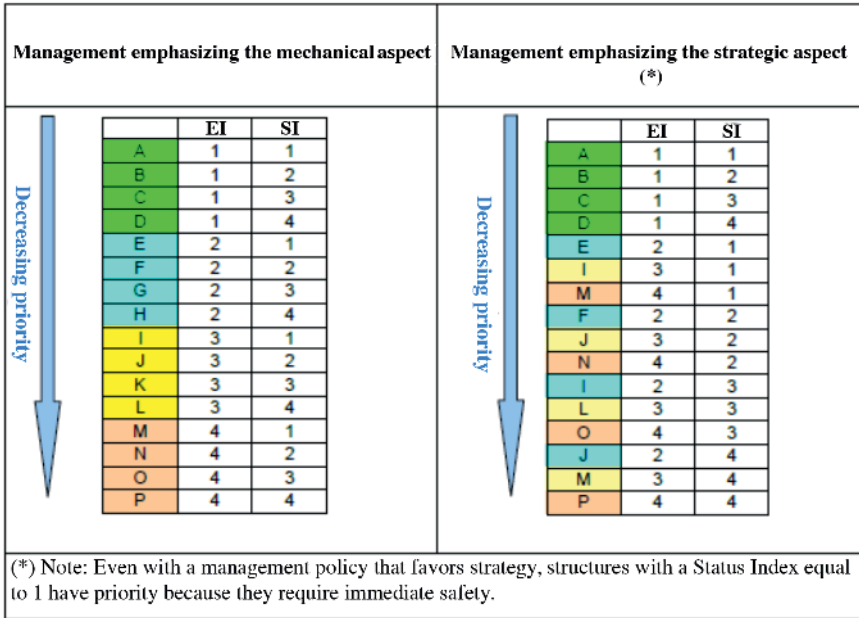 Management emphasizing the mechanical aspect
Management emphasizing the strategic aspect
(*)
Decreasing priority
EI SI
A 1 1
B 1 2
C 1 3
D 1 4
E 2 1
F 2 2
G 2 3
H 2 4
I 3 1
J 3 2
K 3 3
L 3 4
M 4 1
N 4 2
O 4 3
P 4 4
Decreasing priority
EI SI
A 1 1
B 1 2
C 1 3
D 1 4
E 2 1
I 3 1
M 4 1
F 2 2
J 3 2
N 4 2
I 2 3
L 3 3
O 4 3
J 2 4
M 3 4
P 4 4
(*) Note: Even with a management policy that favors strategy, structures with a Status Index equal
to 1 have priority because they require immediate safety.